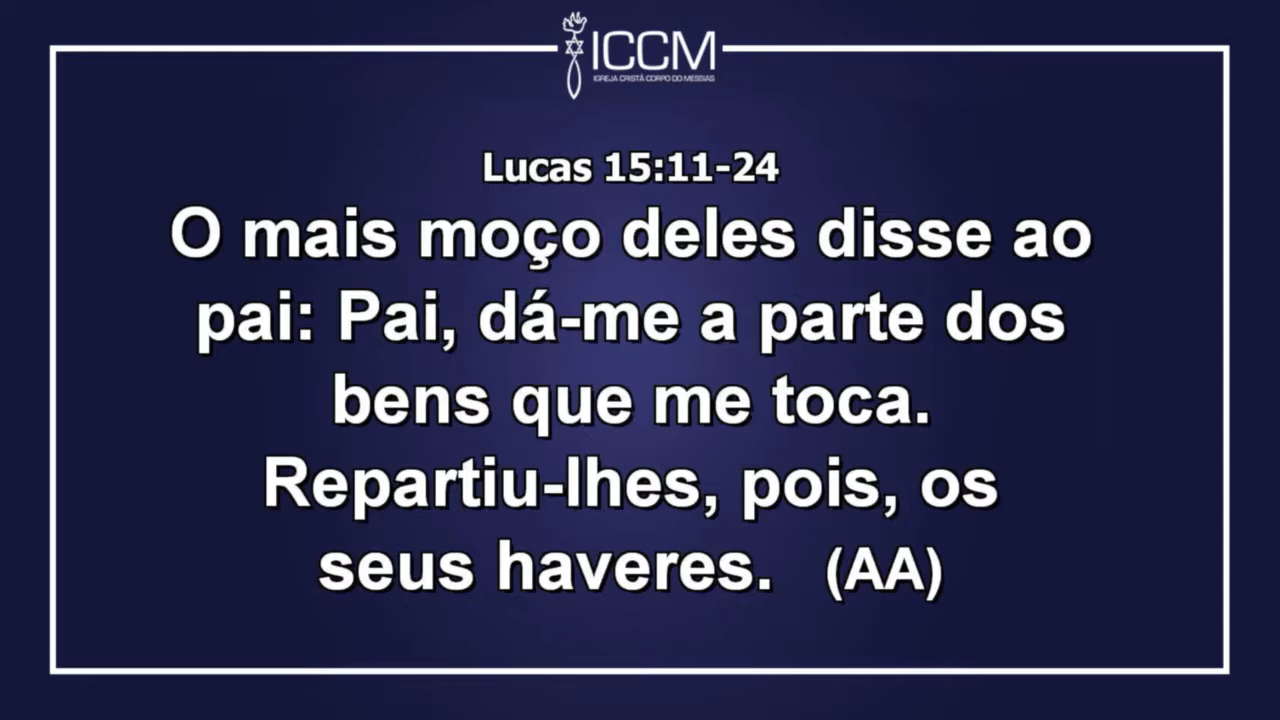 ICCM
IGREJA CRISTÃ CORPO DO MESSIAS
Lucas 15:11-24
O mais moço deles disse ao
pai: Pai, dá-me a parte dos
bens que me toca.
Repartiu-lhes, pois, os
seus haveres. (AA)